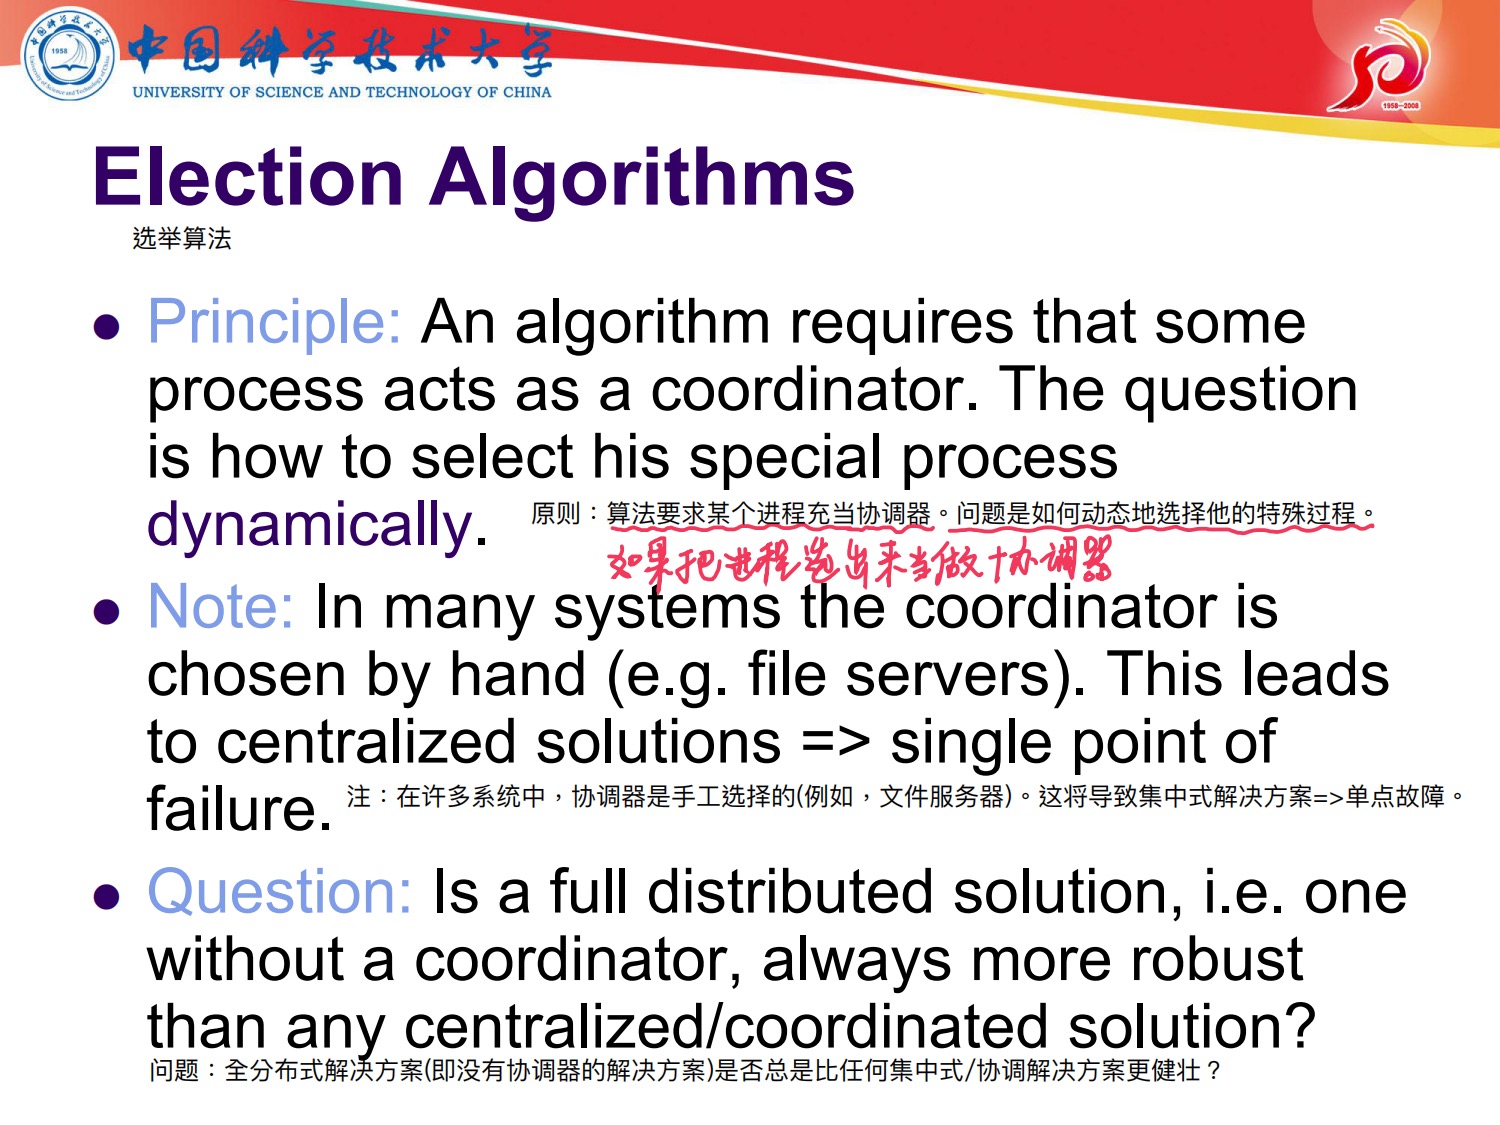 中国科学技术大学
UNIVERSITY OF SCIENCE AND TECHNOLOGY OF CHINA
1958
1958-2008
Election Algorithms
选举算法
● Principle: An algorithm requires that some
process acts as a coordinator. The question
is how to select his special process
dynamically.
原则：算法要求某个进程充当协调器。问题是如何动态地选择他的特殊过程。
如果把进程选出来当做协调器
● Note: In many systems the coordinator is
chosen by hand (e.g. file servers). This leads
to centralized solutions => single point of
failure.
注：在许多系统中，协调器是手工选择的(例如，文件服务器)。这将导致集中式解决方案=>单点故障。
● Question: Is a full distributed solution, i.e. one
without a coordinator, always more robust
than any centralized/coordinated solution?
问题：全分布式解决方案(即没有协调器的解决方案)是否总是比任何集中式/协调解决方案更健壮？